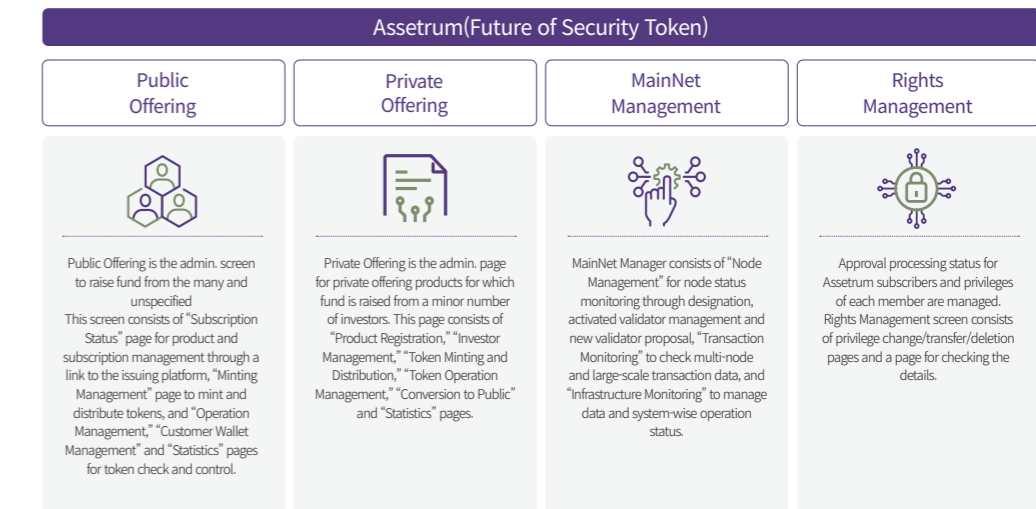 Assetrum(Future of Security Token)
Public
Offering
Public Offering is the admin. screen
to raise fund from the many and
unspecified
This screen consists of “Subscription
Status” page for product and
subscription management through a
link to the issuing platform, “Minting
Management” page to mint and
distribute tokens, and “Operation
Management,” “Customer Wallet
Management” and “Statistics” pages
for token check and control.
Private
Offering
Private Offering is the admin. page
for private offering products for which
fund is raised from a minor number
of investors. This page consists of
“Product Registration,” “Investor
Management,” “Token Minting and
Distribution,” “Token Operation
Management,” “Conversion to Public”
and “Statistics” pages.
MainNet
Management
MainNet Manager consists of “Node
Management” for node status
monitoring through designation,
activated validator management and
new validator proposal, “Transaction
Monitoring” to check multi-node
and large-scale transaction data, and
“Infrastructure Monitoring” to manage
data and system-wise operation
status.
Rights
Management
Approval processing status for
Assetrum subscribers and privileges
of each member are managed.
Rights Management screen consists
of privilege change/transfer/deletion
pages and a page for checking the
details.